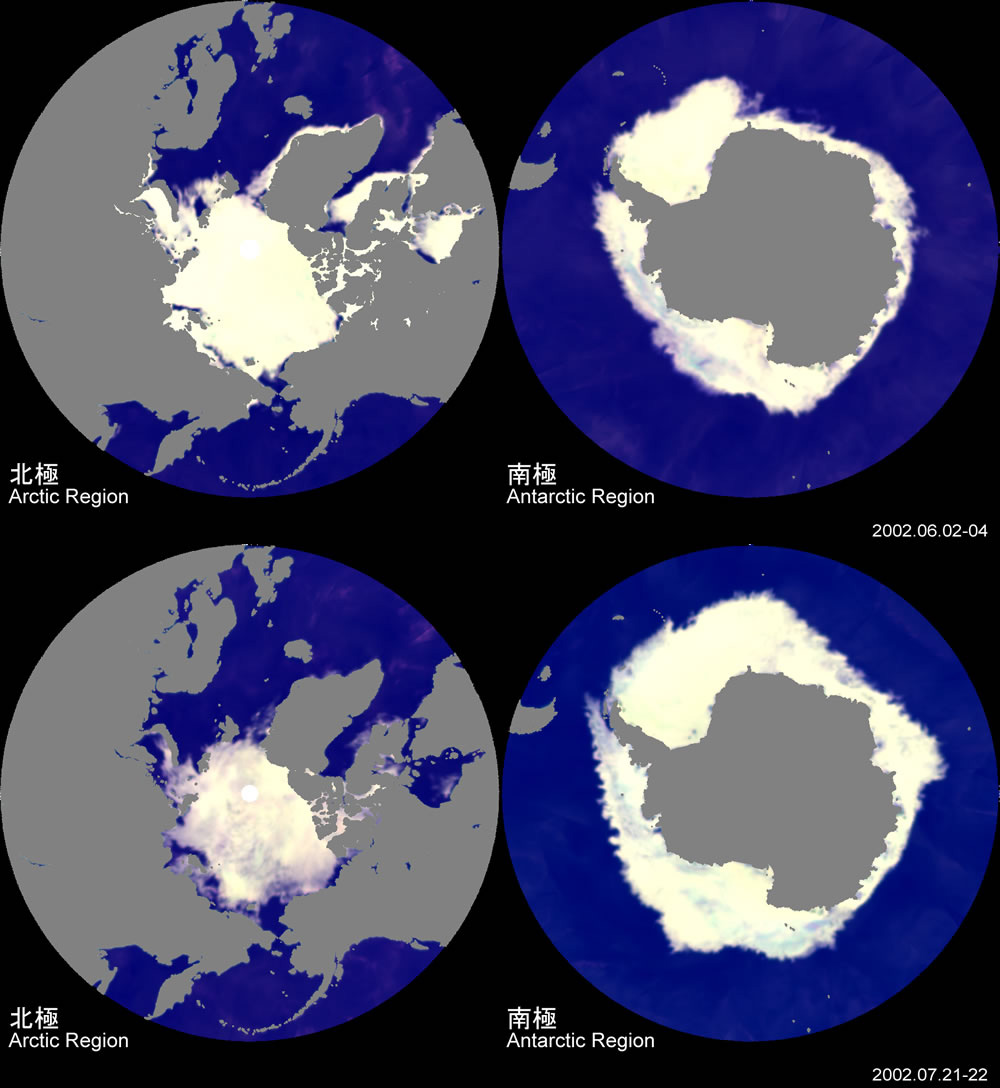 北極
Arctic Region
南極
Antarctic Region
2002.06.02-04
北極
Arctic Region
南極
Antarctic Region
2002.07.21-22